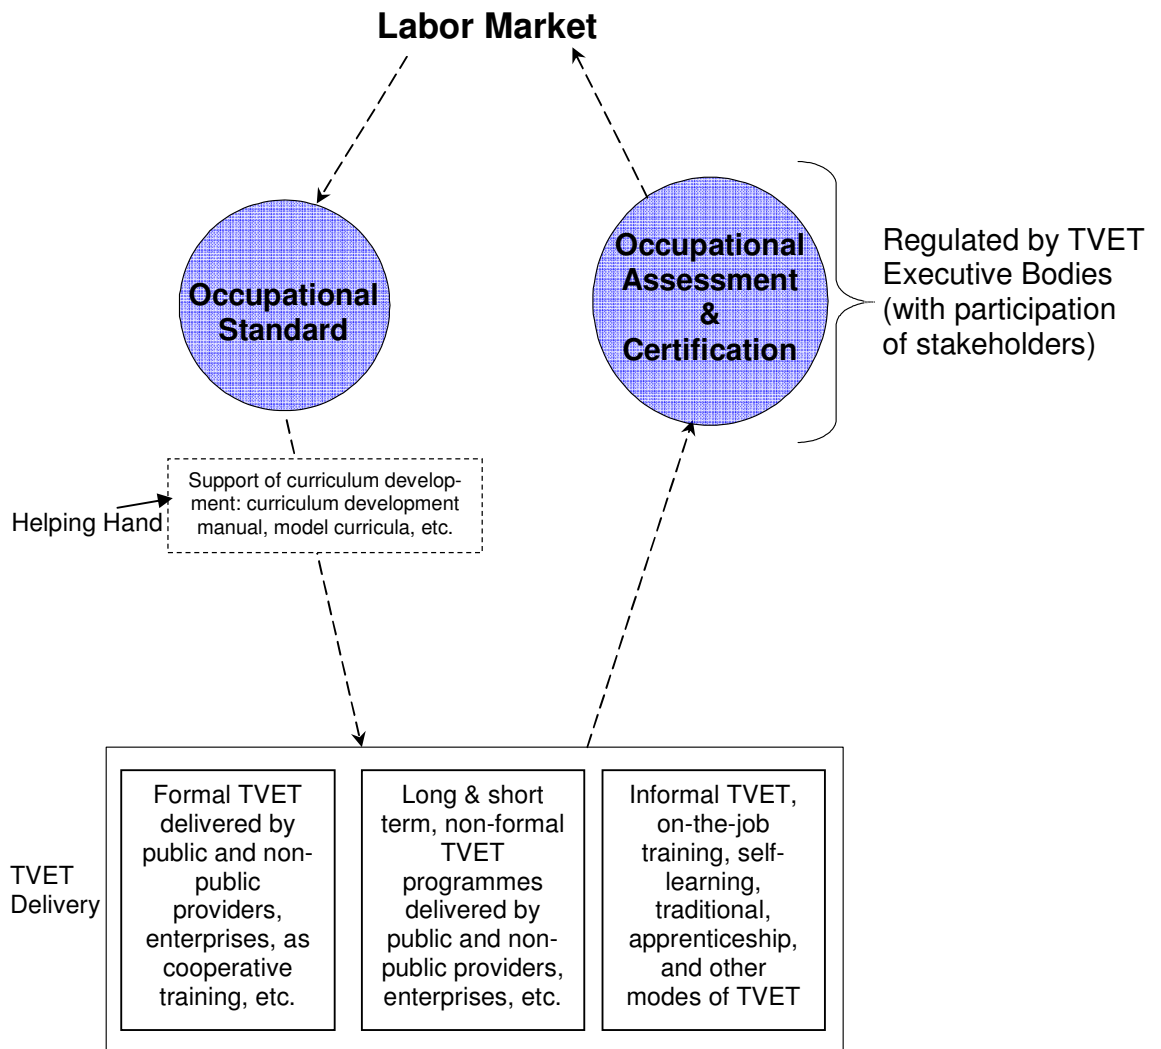 Labor Market
Occupational
Standard
Occupational
Assessment
&
Certification
Regulated by TVET
Executive Bodies
(with participation
of stakeholders)
Support of curriculum develop-
ment: curriculum development
manual, model curricula, etc.
Helping Hand
TVET
Delivery
Formal TVET
delivered by
public and non-
public
providers,
enterprises, as
cooperative
training, etc.
Long & short
term, non-formal
TVET
programmes
delivered by
public and non-
public providers,
enterprises, etc.
Informal TVET,
on-the-job
training, self-
learning,
traditional,
apprenticeship,
and other
modes of TVET